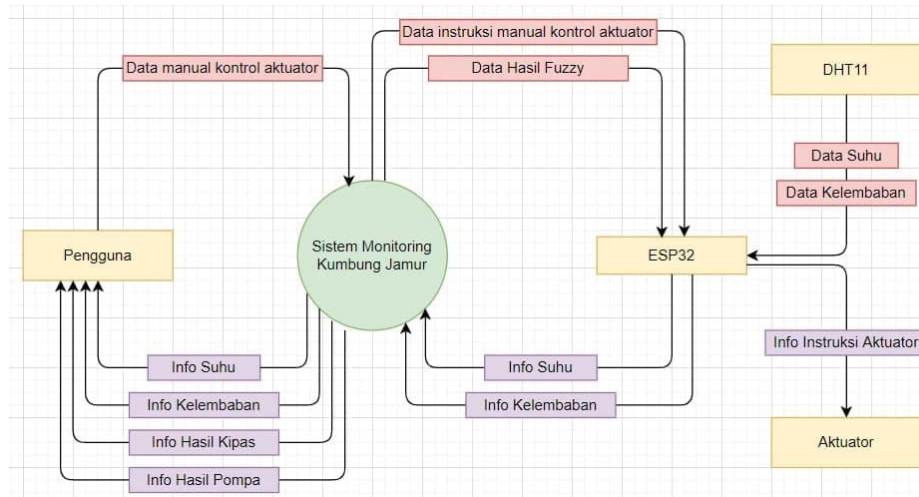 Data instruksi manual kontrol aktuator
Data manual kontrol aktuator
Data Hasil Fuzzy
DHT11
Data Suhu
Data Kelembaban
Pengguna
Sistem Monitoring
Kumbung Jamur
ESP32
Info Instruksi Aktuator
Info Suhu
Info Kelembaban
Info Hasil Kipas
Info Hasil Pompa
Info Suhu
Info Kelembaban
Aktuator